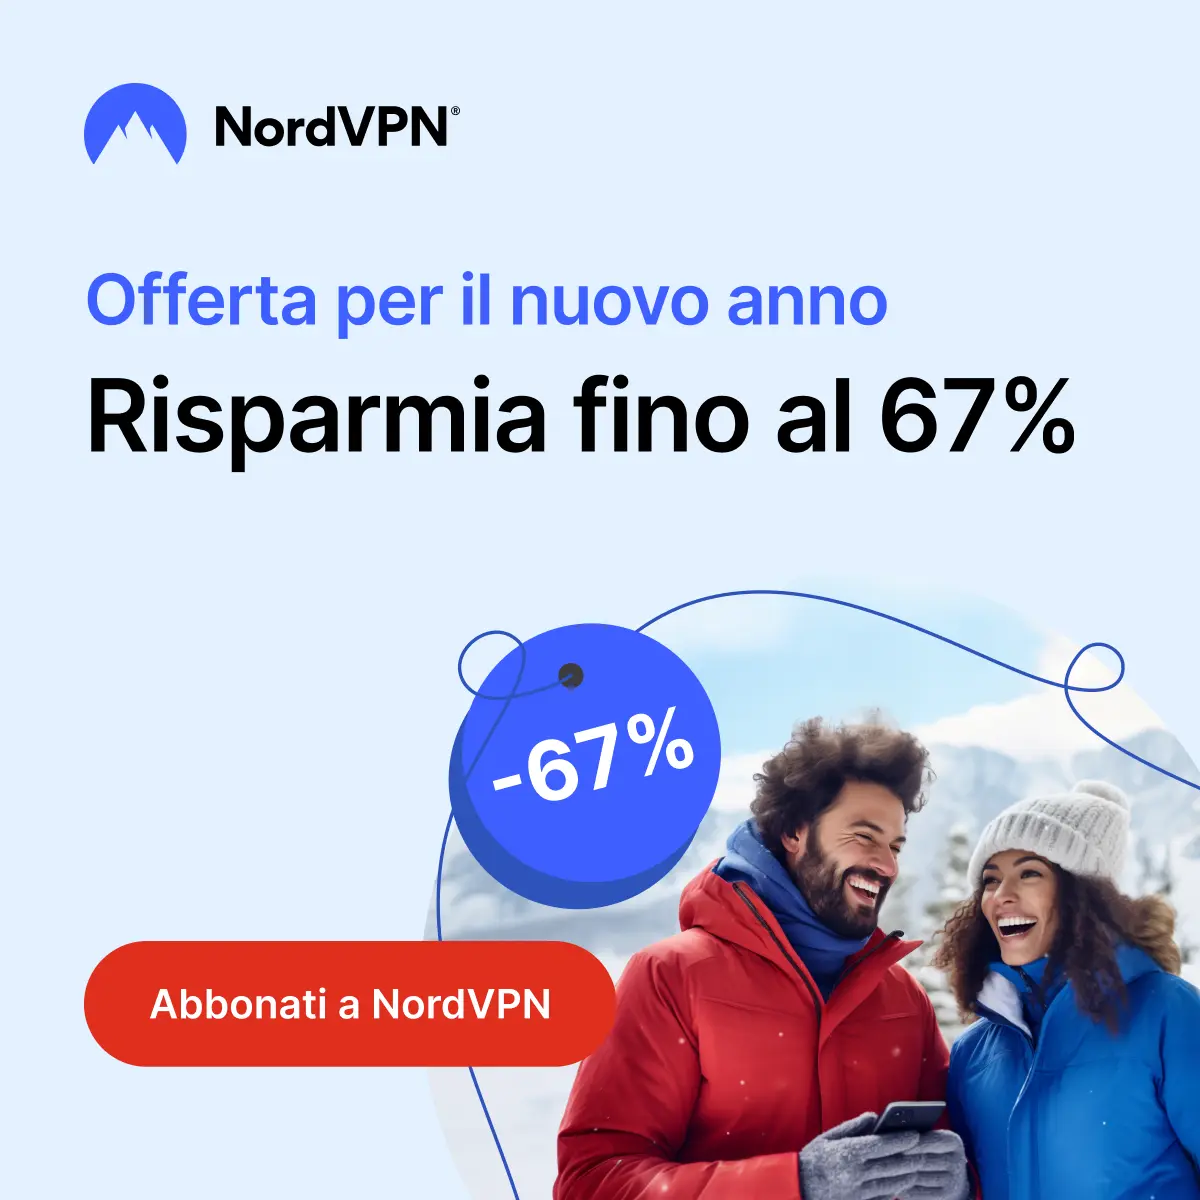 NordVPN®
Offerta per il nuovo anno
Risparmia fino al 67%
-67%
Abbonati a NordVPN